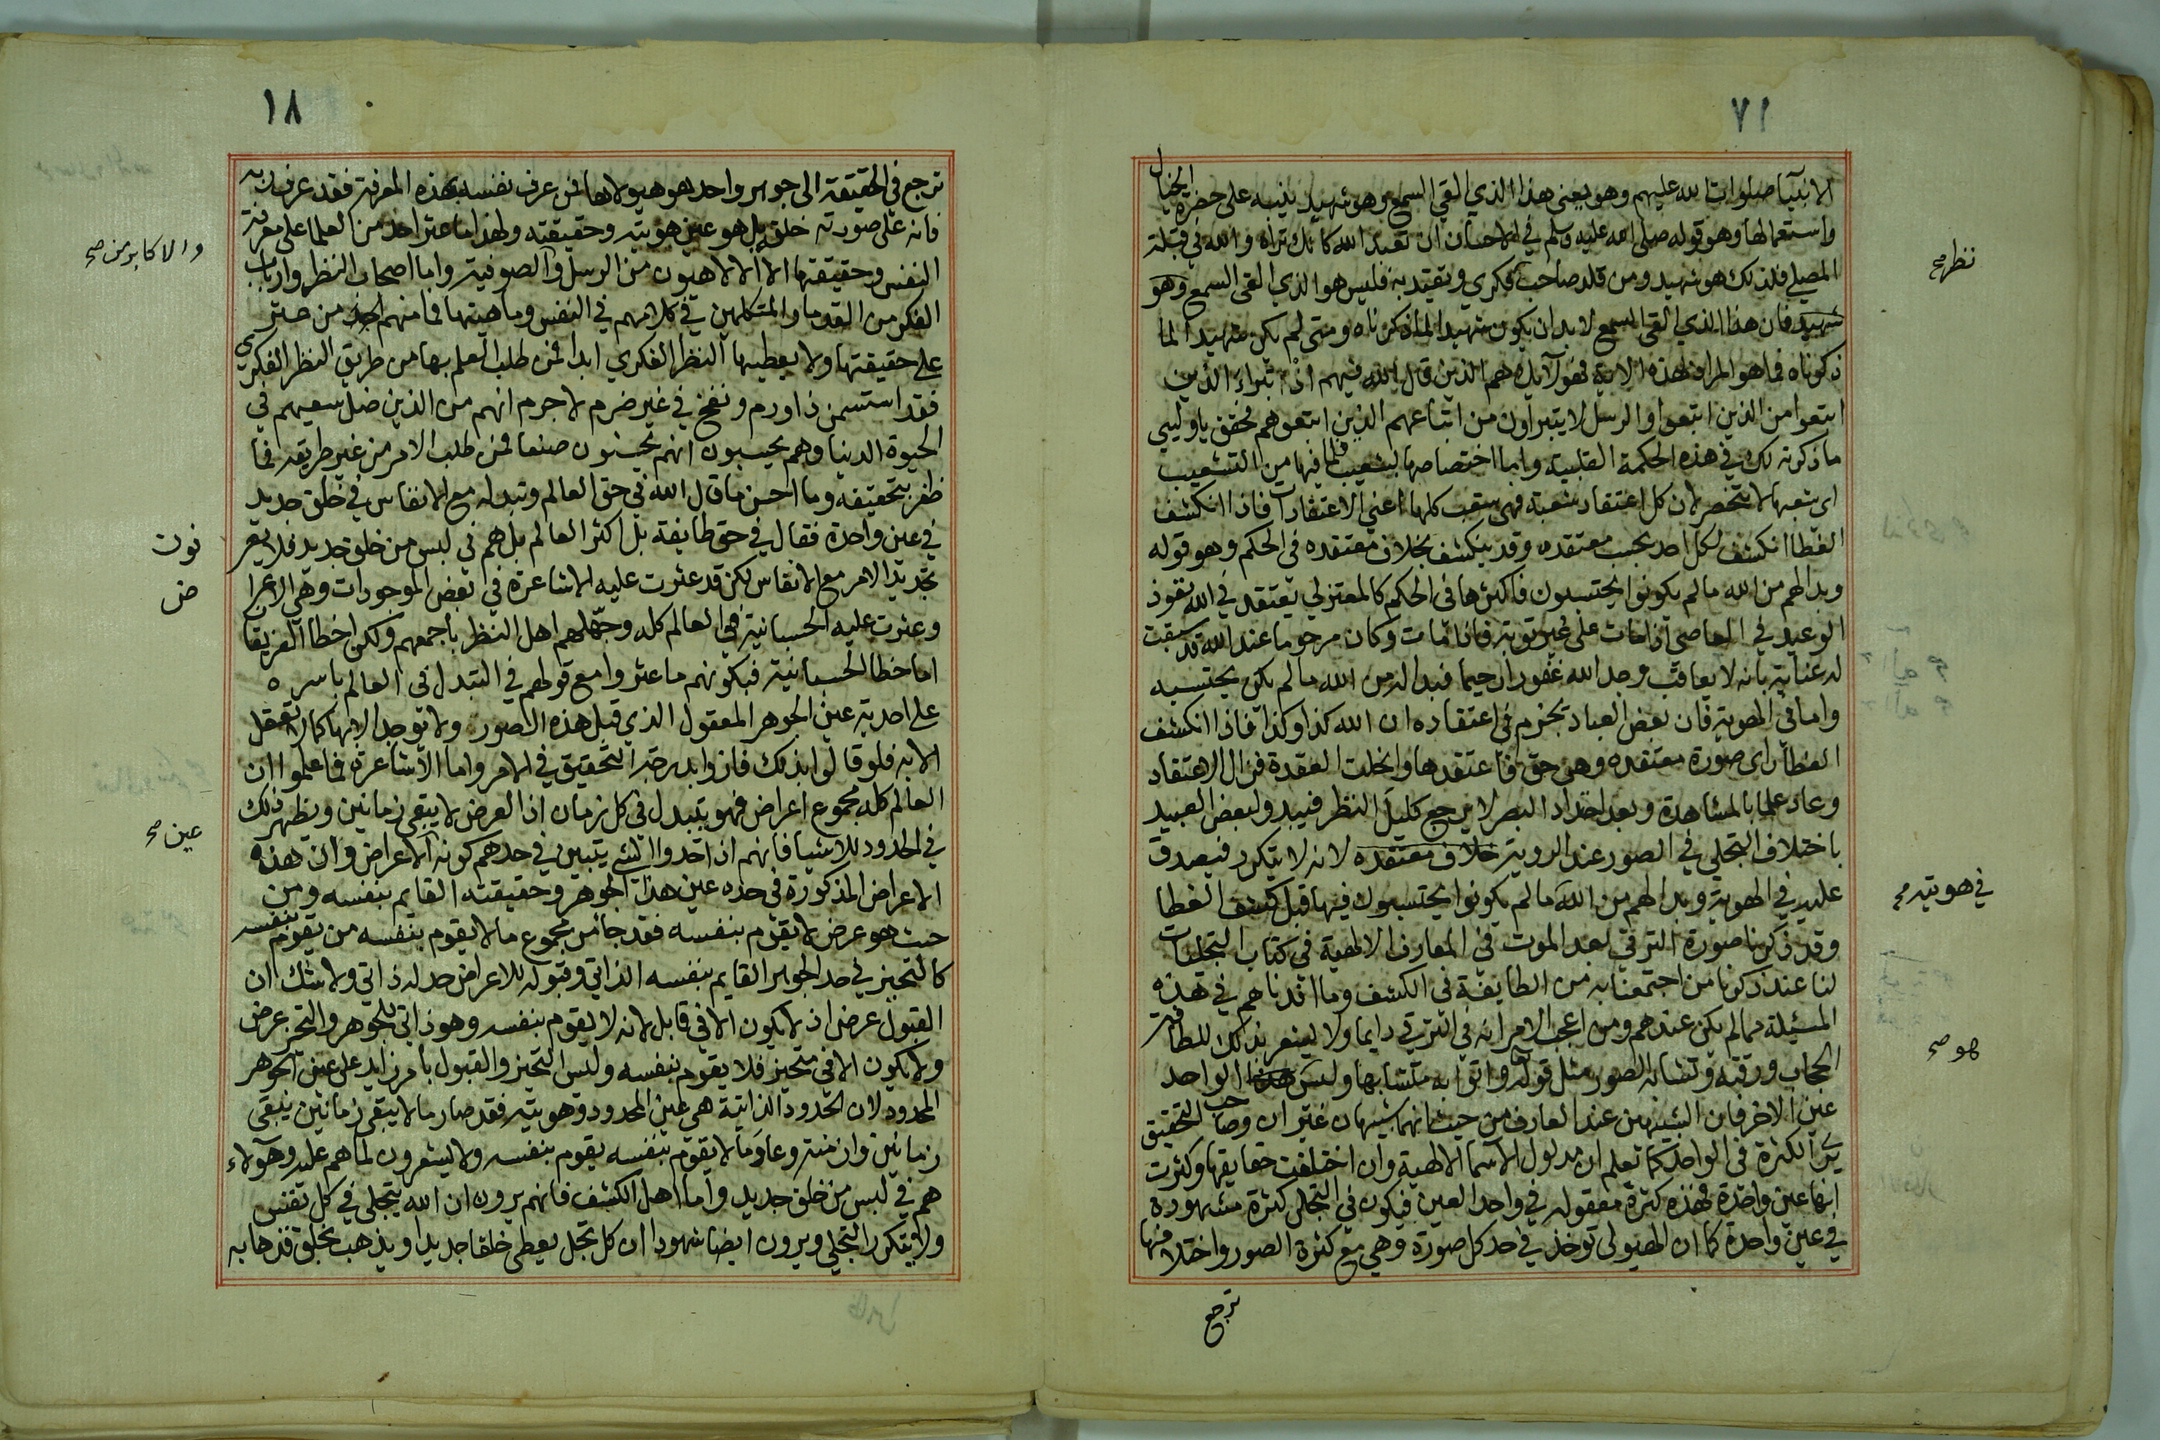 ٧١
الانبيآ صلوات الله عليهم وهو يعني هذا الذي القي السمع وهو شهيد ينبه على حضرة الخيال
واستعمالها وهو قوله صلى الله عليه وسلم في الاحسان ان تعبد الله كانك تراه والله في قبلة
المصلي فلذلك هو شهيد ومن قلد صاحب فكري وتقيد به فليس هو الذي القى السمع وهو
شهيد فان هذا الذي القى السمع لا بد ان يكون شهيدا لما ذكرناه ومتى لم يكن شهيدا لما
ذكرناه فما هو المراد بهذه الاية فهولآء هم الذين قال الله فيهم اذ تبراء الذين
اتبعوا من الذين اتبعوا والرسل لا يتبراون من اتباعهم الذين اتبعوهم فحقق يا وليي
ما ذكرته لك في هذه الحكمة القلبية واما اختصاصها بشعيب فلما فيها من التشعيب
اى شعبها لا تنحصر لان كل اعتقاد شعبة فهى شعب كلها اعني الاعتقادات فاذا انكشف
الغطا انكشف لكل احد بحسب معتقده وقد ينكشف بخلاف معتقده في الحكم وهو قوله
وبدا لهم من الله ما لم يكونوا يحتسبون فاكثرها في الحكم كالمعتزلي يعتقد في الله نفوذ
الوعيد في العاصي اذا مات على غير توبة فاذا مات وكان مرحوما عند الله قد سبقت
له عناية بانه لا يعاقب وجد الله غفورا رحيما فبدا له من الله ما لم يكن يحتسبه
واما في الهوية فان بعض العباد يجزم في اعتقاده ان الله كذا وكذا فاذا انكشف
الغطا راى صورة معتقده وهى حق فاعتقدها وانحلت العقدة فزال الاعتقاد
وعاد علما بالمشاهدة وبعد احتداد البصر لا يرجع كليل النظر فيبد ولبعض العبيد
باختلاف التجلي في الصور عند الروية خلاف معتقده لانه لا يتكرر فيصدق
عليه في الهوية وبدا لهم من الله ما لم يكونوا يحتسبون فيها قبل كشف الغطا
وقد ذكرنا صورة الترقي بعد الموت في المعارف الالهية في كتاب التجليات
لنا عند ذكرنا من اجتمعنا به من الطايفة في الكشف وما افدناهم في هذه
المسئلة مما لم يكن عندهم ومن اعجب الامر انه في الترقي دايما ولا يشعر بذلك للطافة
الحجاب ورقته وتشابه الصور مثل قوله واتوا به متشابها وليس هذا الواحد
عين الاخر فان الشبيهين عند العارف من حيث انهما شبيهان غيران وصاحب التحقيق
يرى الكثرة في الواحد كما تعلم ان مدلول الاسما الالهية وان اختلفت حقايقها وكثرت
انها عين واحدة فهذه كثرة معقولة في واحد العين فيكون في التجلى كثرة مشهودة
في عين واحدة كما ان الهيولى توخذ في حد كل صورة وهي مع كثرة الصور واختلافها
ترجع
نظر صح
في هويته صح
هو صح
١٨
ترجع في الحقيقة الى جوهر واحد هو هيولاها فمن عرف نفسه بهذه المعرفة فقد عرف ربه
فانه على صورته خلقه بل هو عين هويته وحقيقته ولهذا ما عثر احد من العلما على معرفة
النفس وحقيقتها الا الالاهيون من الرسل والصوفية واما اصحاب النظر وارباب
الفكر من القدما والمتكلمين في كلامهم في النفس وماهيتها فما منهم احد من عثر
على حقيقتها ولا يعطيها النظر الفكري ابدا فمن طلب العلم بها من طريق النظر الفكري
فقد استسمن ذا ورم ونفخ في غير ضرم لا جرم انهم من الذين ضل سعيهم في
الحيوة الدنيا وهم يحسبون انهم يحسنون صنعا فمن طلب الامر من غير طريقه فما
ظفر بتحقيقه وما احسن ما قال الله في حق العالم وتبدله مع الانفاس في خلق جديد
في عين واحدة فقال في حق طايفة بل اكثر العالم بل هم في لبس من خلق جديد فلا يعر
تجديد الامر مع الانفاس لكن قد عثرت عليه الاشاعرة في بعض الموجودات وهي الاعرا
وعثرت عليه الحسبانية في العالم كله وجهلهم اهل النظر باجمعهم ولكن اخطا الفريقان
اما خطا الحسبانية فبكونهم ما عثروا مع قولهم في التبدل في العالم باسره
على احدية عين الجوهر المعقول الذي قبل هذه الصور ولا توجد الا بها كما لا تعقل
الا به فلو قالوا بذلك فازوا بدرجة التحقيق في الامر واما الاشاعرة فما علموا ان
العالم كله مجموع اعراض فهو يتبدل في كل زمان اذا العرض لا يبقى زمانين ويظهر ذلك
في الحدود للاشيا فانهم اذا حدوا الشئ يتبين في حدهم كونه الاعراض وان هذه
الاعراض المذكورة في حده عين هذا الجوهر وحقيقته القايم بنفسه ومن
حيث هو عرض لا يقوم بنفسه فقد جا من مجموع ما لا يقوم بنفسه من يقوم بنفسه
كالتحيز في حد الجوهر القايم بنفسه الذاتي وقبوله للاعراض حد له ذاتي ولا شك ان
القبول عرض اذ لا يكون الا في قابل لانه لا يقوم بنفسه وهو ذاتي للجوهر والتحيز عرض
ولا يكون الا في متحيز فلا يقوم بنفسه وليس التحيز والقبول بامر زايد على عين الجوهر
المحدود لان الحدود الذاتية هي عين المحدود وهويته فقد صار ما لا يبقى زمانين يبقى
زمانين وازمنة وعاد ما لا يقوم بنفسه يقوم بنفسه ولا يشعرون لما هم عليه وهولاء
هم في لبس من خلق جديد واما اهل الكشف فانهم يرون ان الله يتجلى في كل نفس
ولا يتكرر التجلي ويرون ايضا شهودا ان كل تجل يعطى خلقا جديدا ويذهب بخلق فذهابه
والاكابر من صح
فون
ض
عين صح